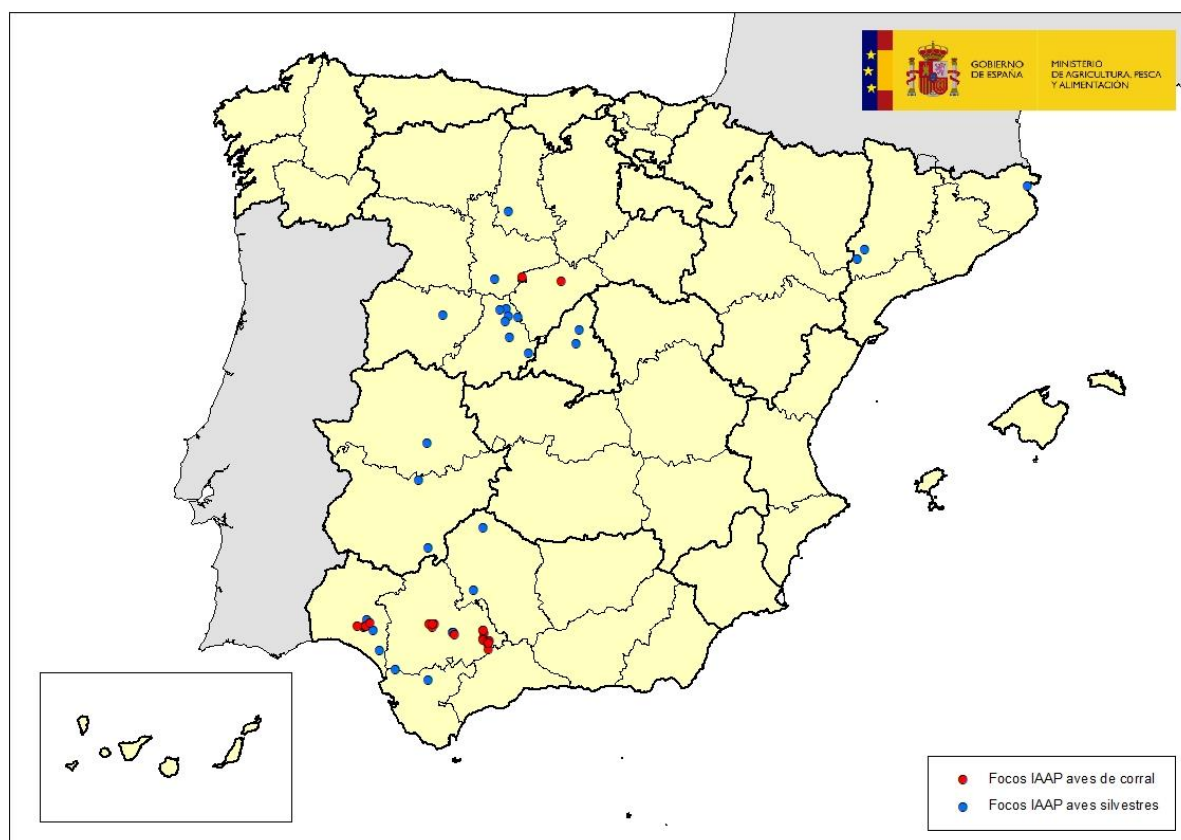 GOBIERNO
DE ESPAÑA
MINISTERIO
DE AGRICULTURA, PESCA
Y ALIMENTACIÓN
Focos IAAP aves de corral
Focos IAAP aves silvestres